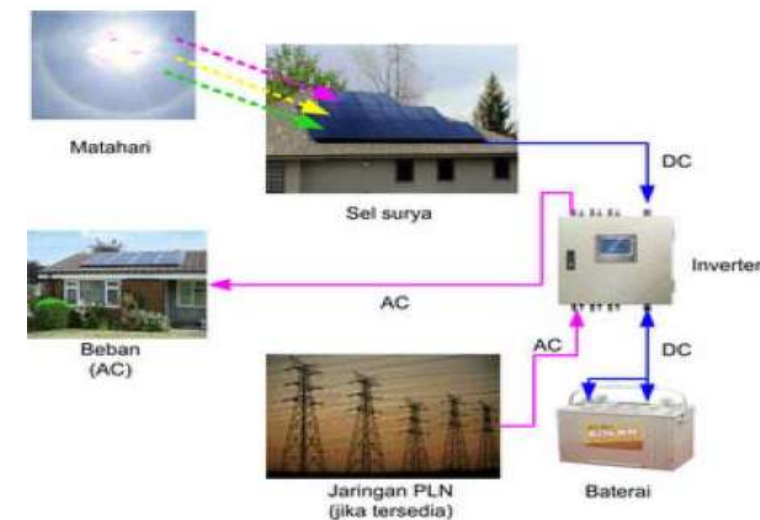 Matahari
Sel surya
DC
Inverter
AC
Beban
(AC)
AC
DC
Jaringan PLN
(jika tersedia)
Baterai